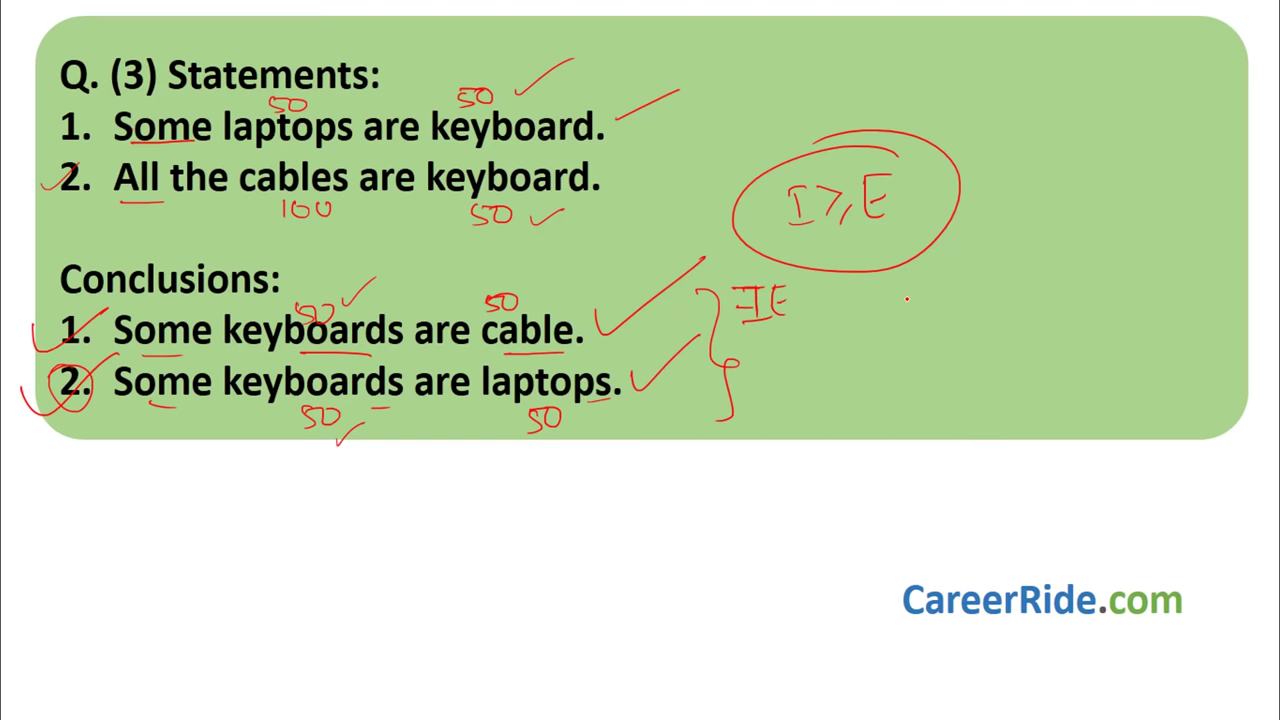 Q. (3) Statements:
50 50
1. Some laptops are keyboard.
2. All the cables are keyboard.
100 50
I ≥ E
Conclusions:
50 50
1. Some keyboards are cable.
IE
2. Some keyboards are laptops.
50 50
CareerRide.com